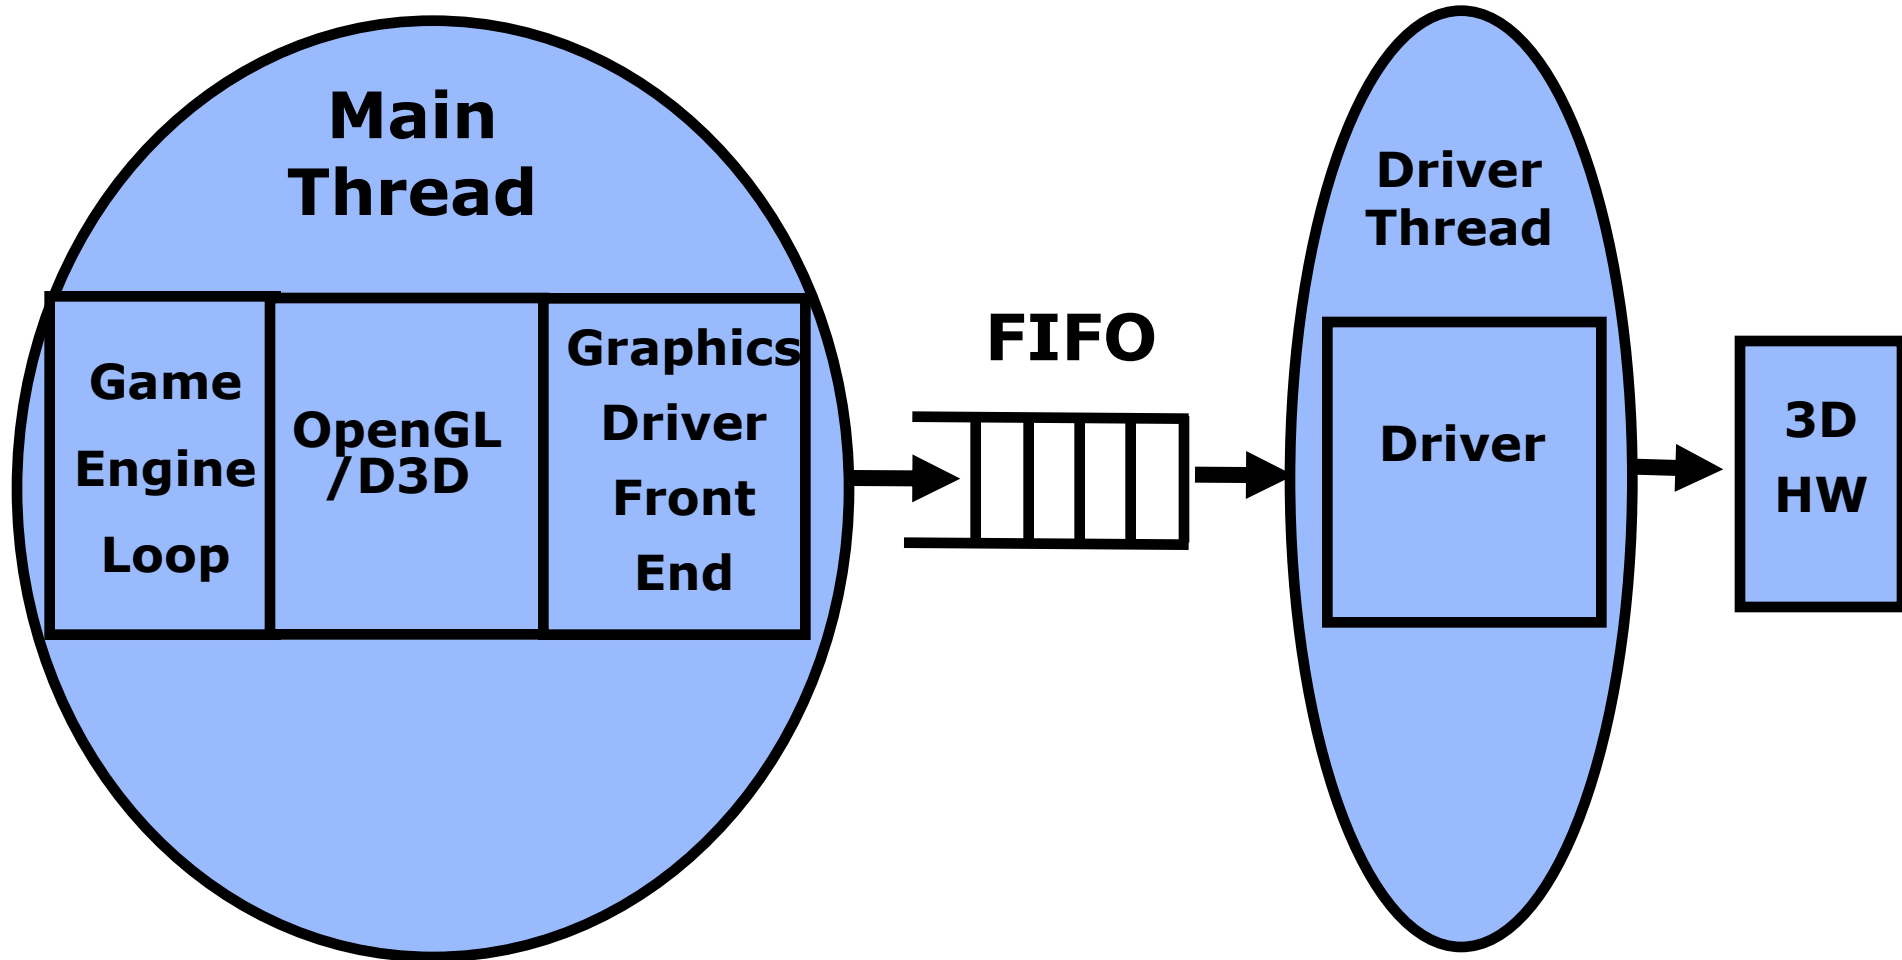 Main
Thread
Game
Engine
Loop
OpenGL
/D3D
Graphics
Driver
Front
End
FIFO
Driver
Thread
Driver
3D
HW